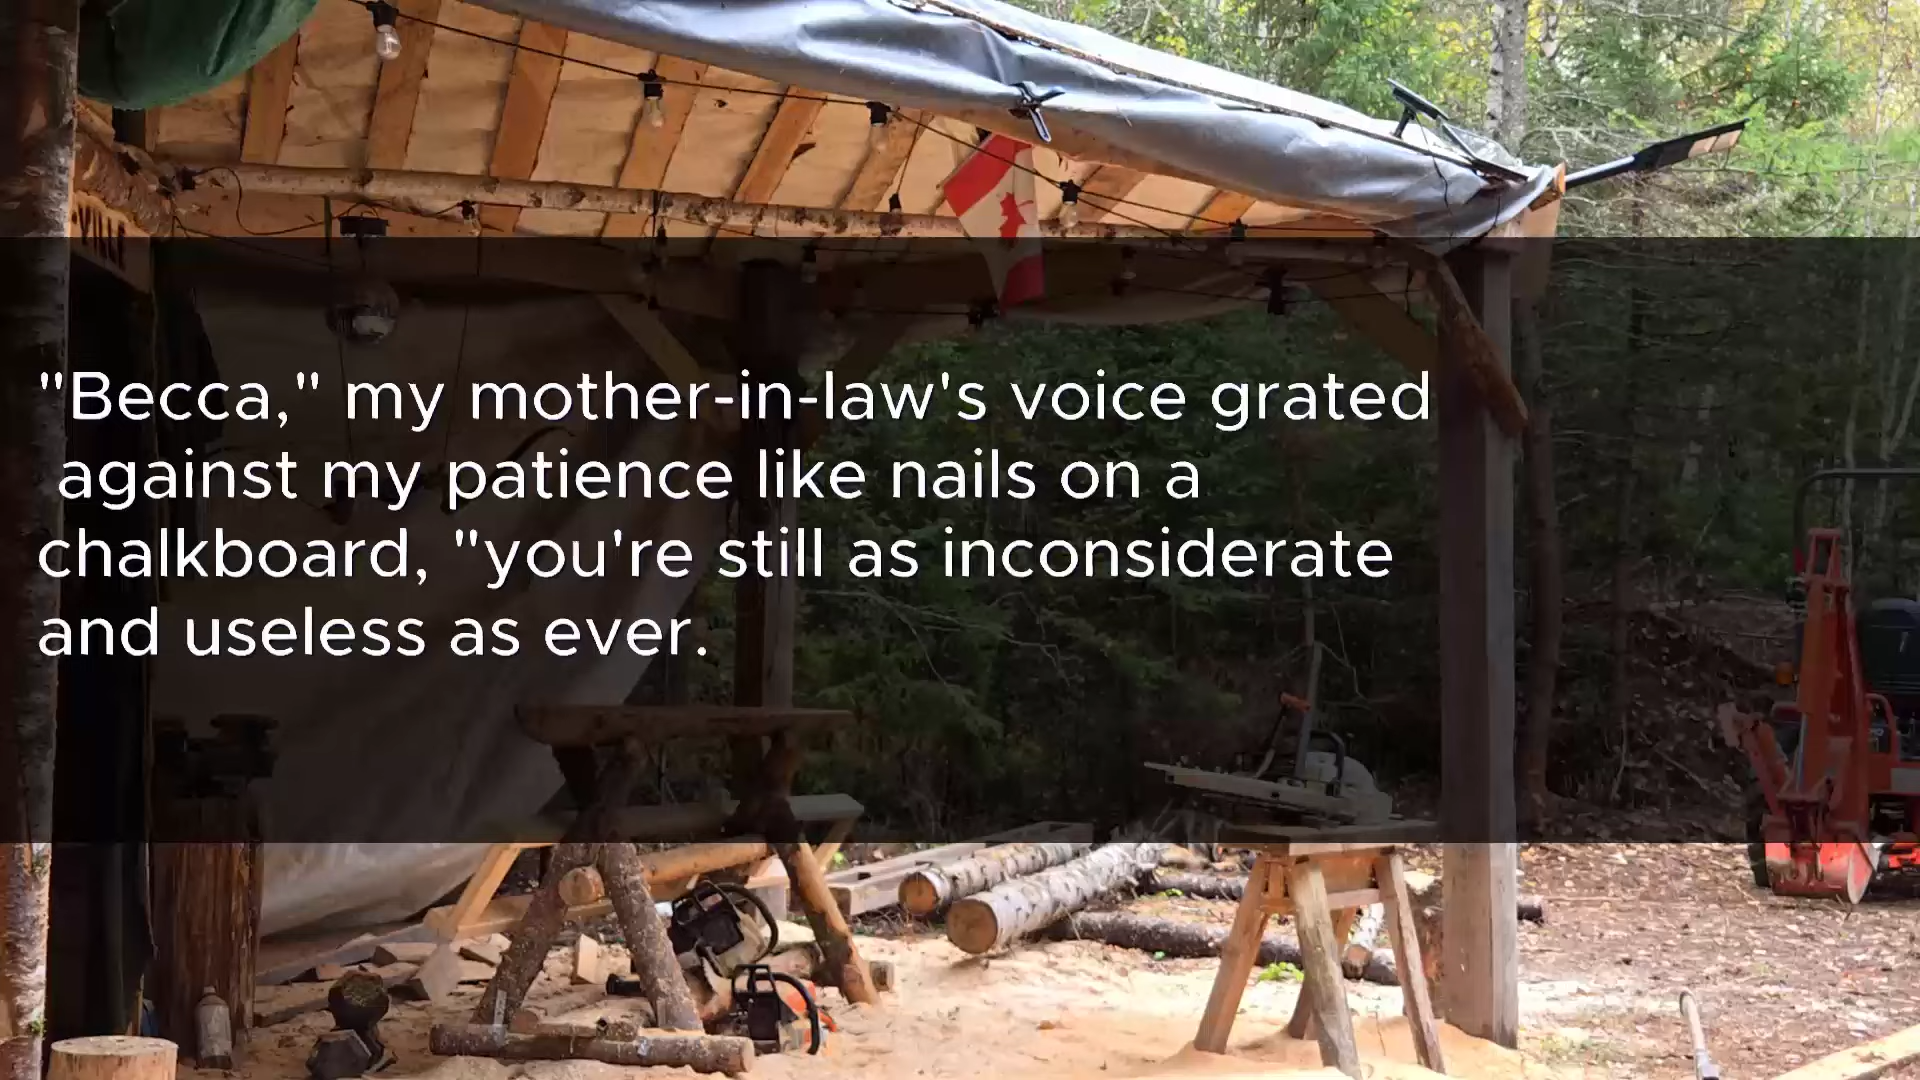 "Becca," my mother-in-law's voice grated
against my patience like nails on a
chalkboard, "you're still as inconsiderate
and useless as ever.